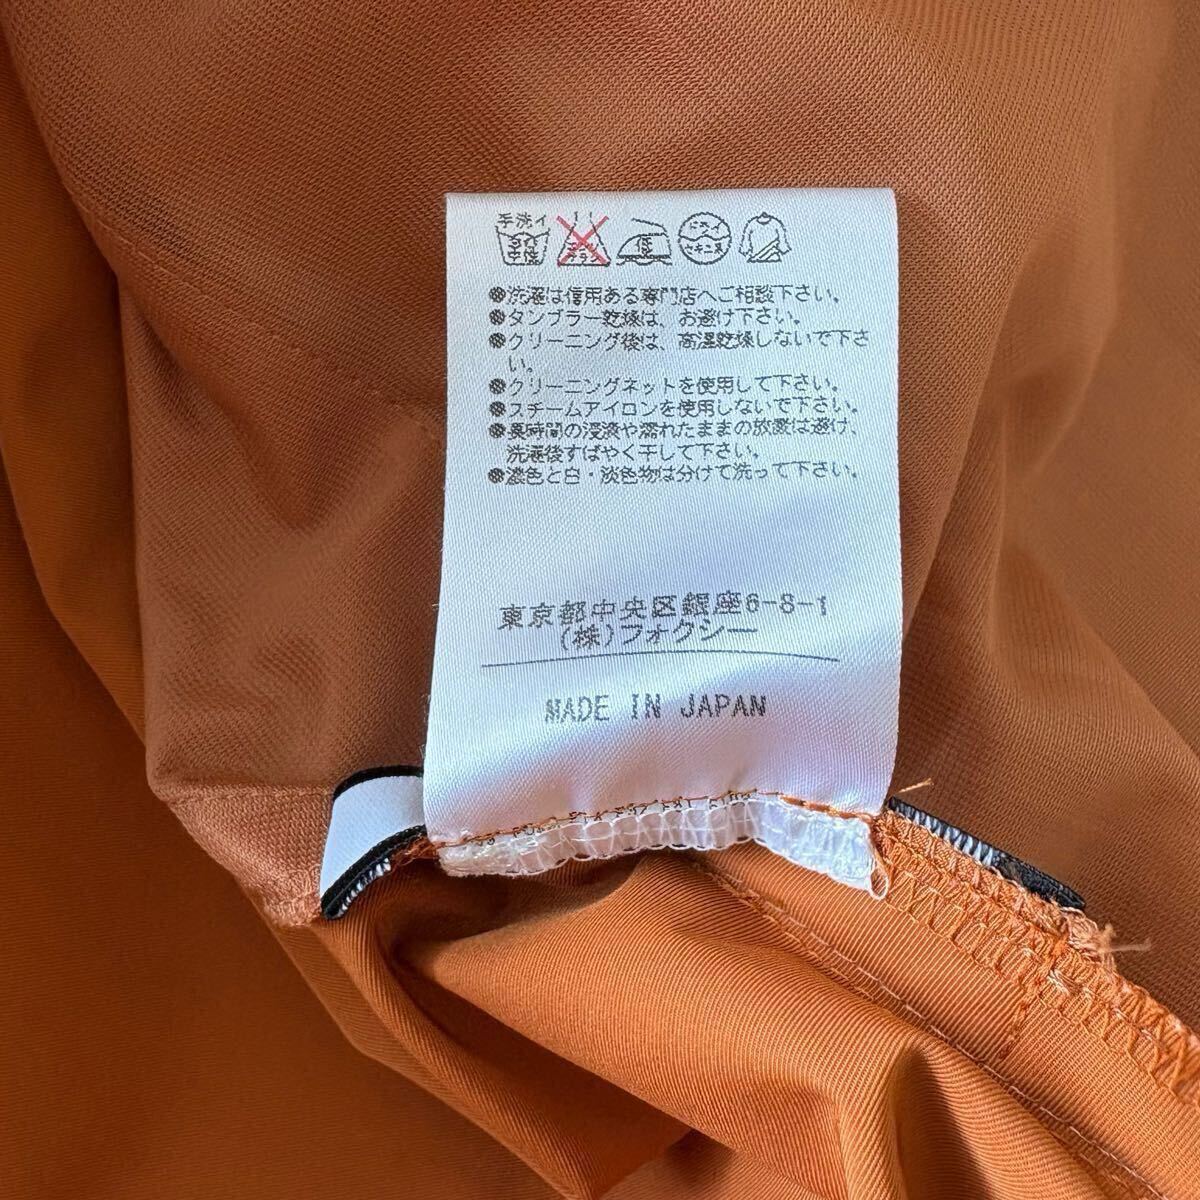 手洗イ
低
●洗濯は信用ある専門店へご相談下さい。
●タンブラー乾燥は、お避け下さい。
●クリーニング後は、高温乾燥しないで下さ
い。
●クリーニングネットを使用して下さい。
●スチームアイロンを使用しないで下さい。
●長時間の浸漬や濡れたままの放置は避け、
洗濯後すばやく干して下さい。
●濃色と白・淡色物は分けて洗って下さい。
東京都中央区銀座6-8-1
(株)フォクシー
MADE IN JAPAN